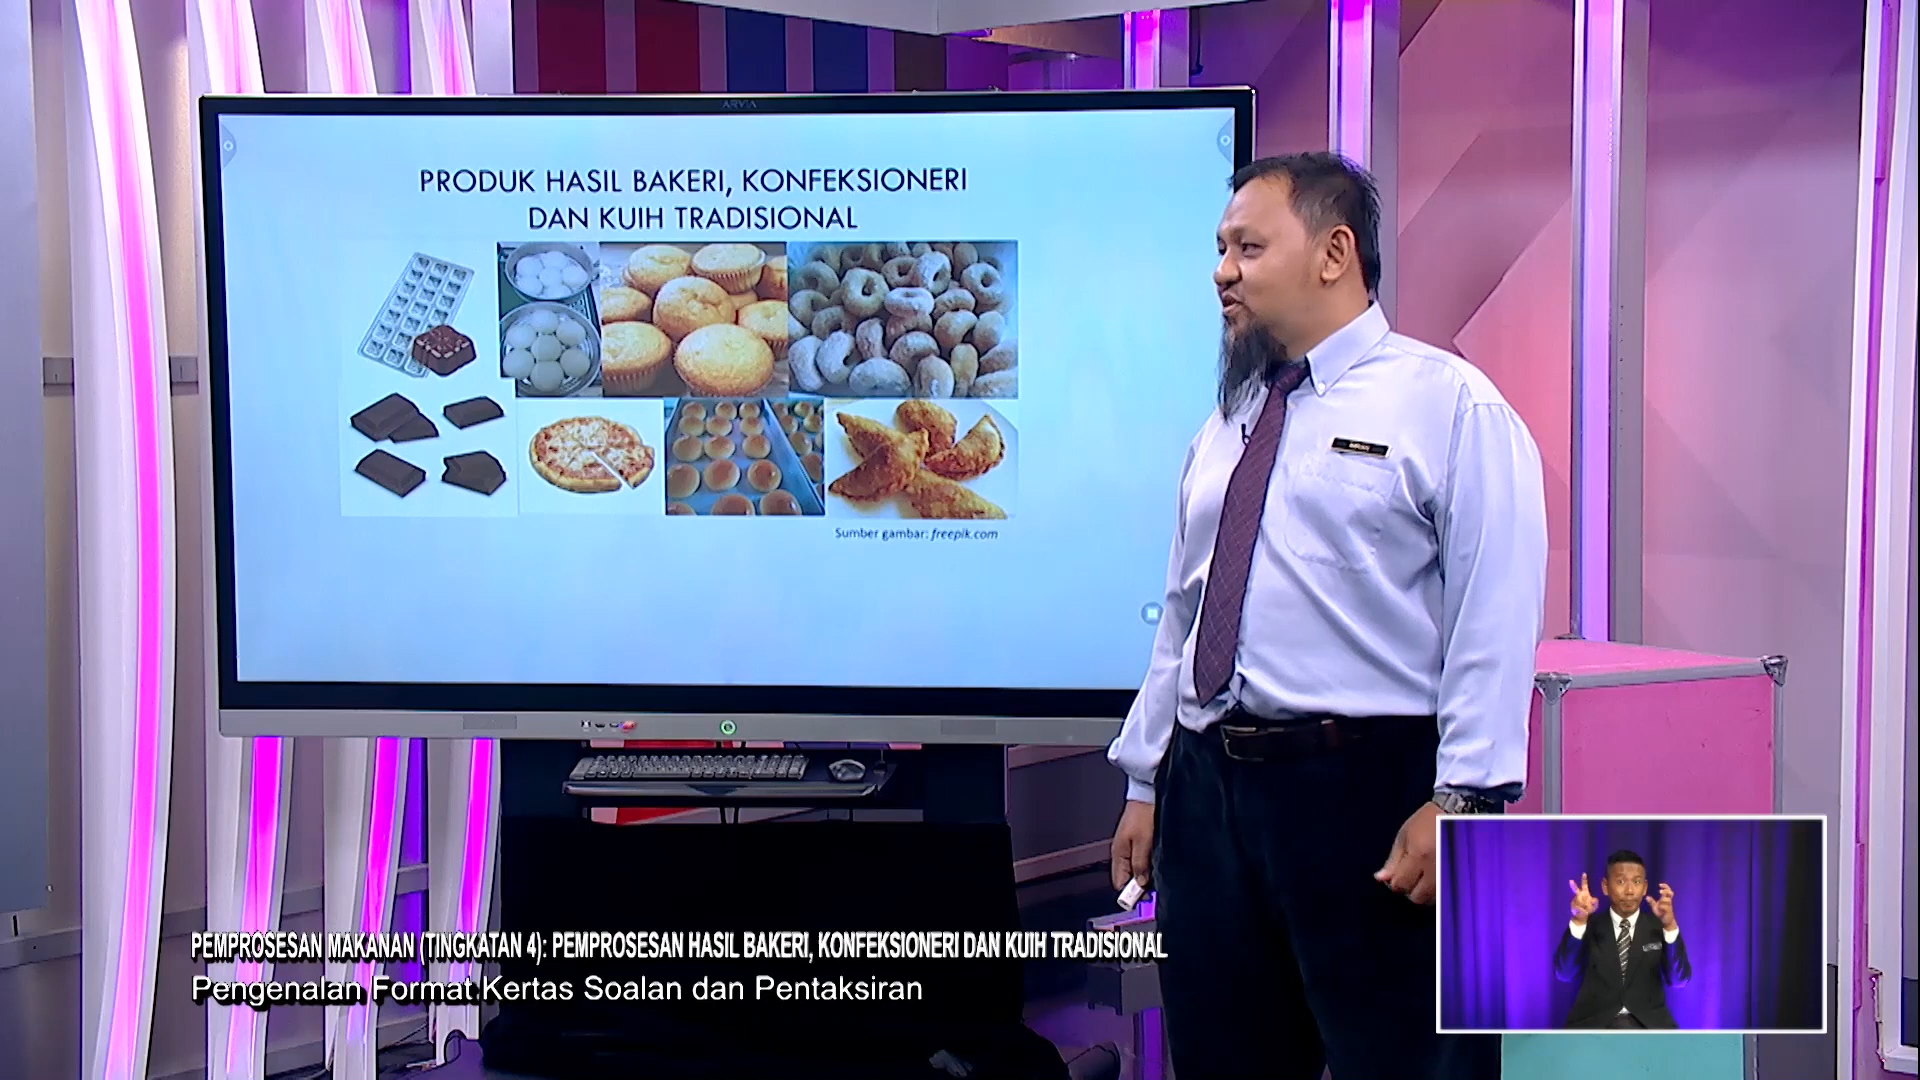 ARVIA
PRODUK HASIL BAKERI, KONFEKSIONERI
DAN KUIH TRADISIONAL
Sumber gambar: freepik.com
PEMPROSESAN MAKANAN (TINGKATAN 4): PEMPROSESAN HASIL BAKERI, KONFEKSIONERI DAN KUIH TRADISIONAL
Pengenalan Format Kertas Soalan dan Pentaksiran